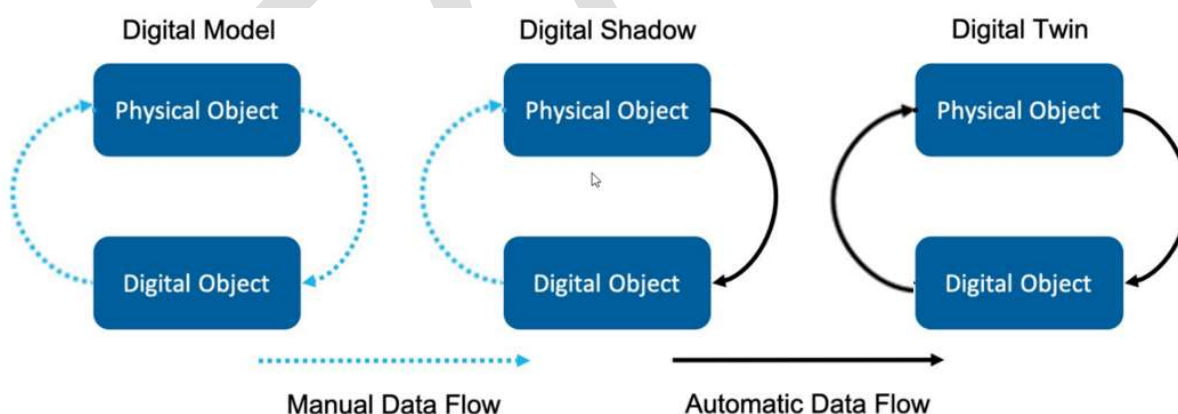 Digital Model
Digital Shadow
Digital Twin
Physical Object
Physical Object
Physical Object
Digital Object
Digital Object
Digital Object
Manual Data Flow
Automatic Data Flow